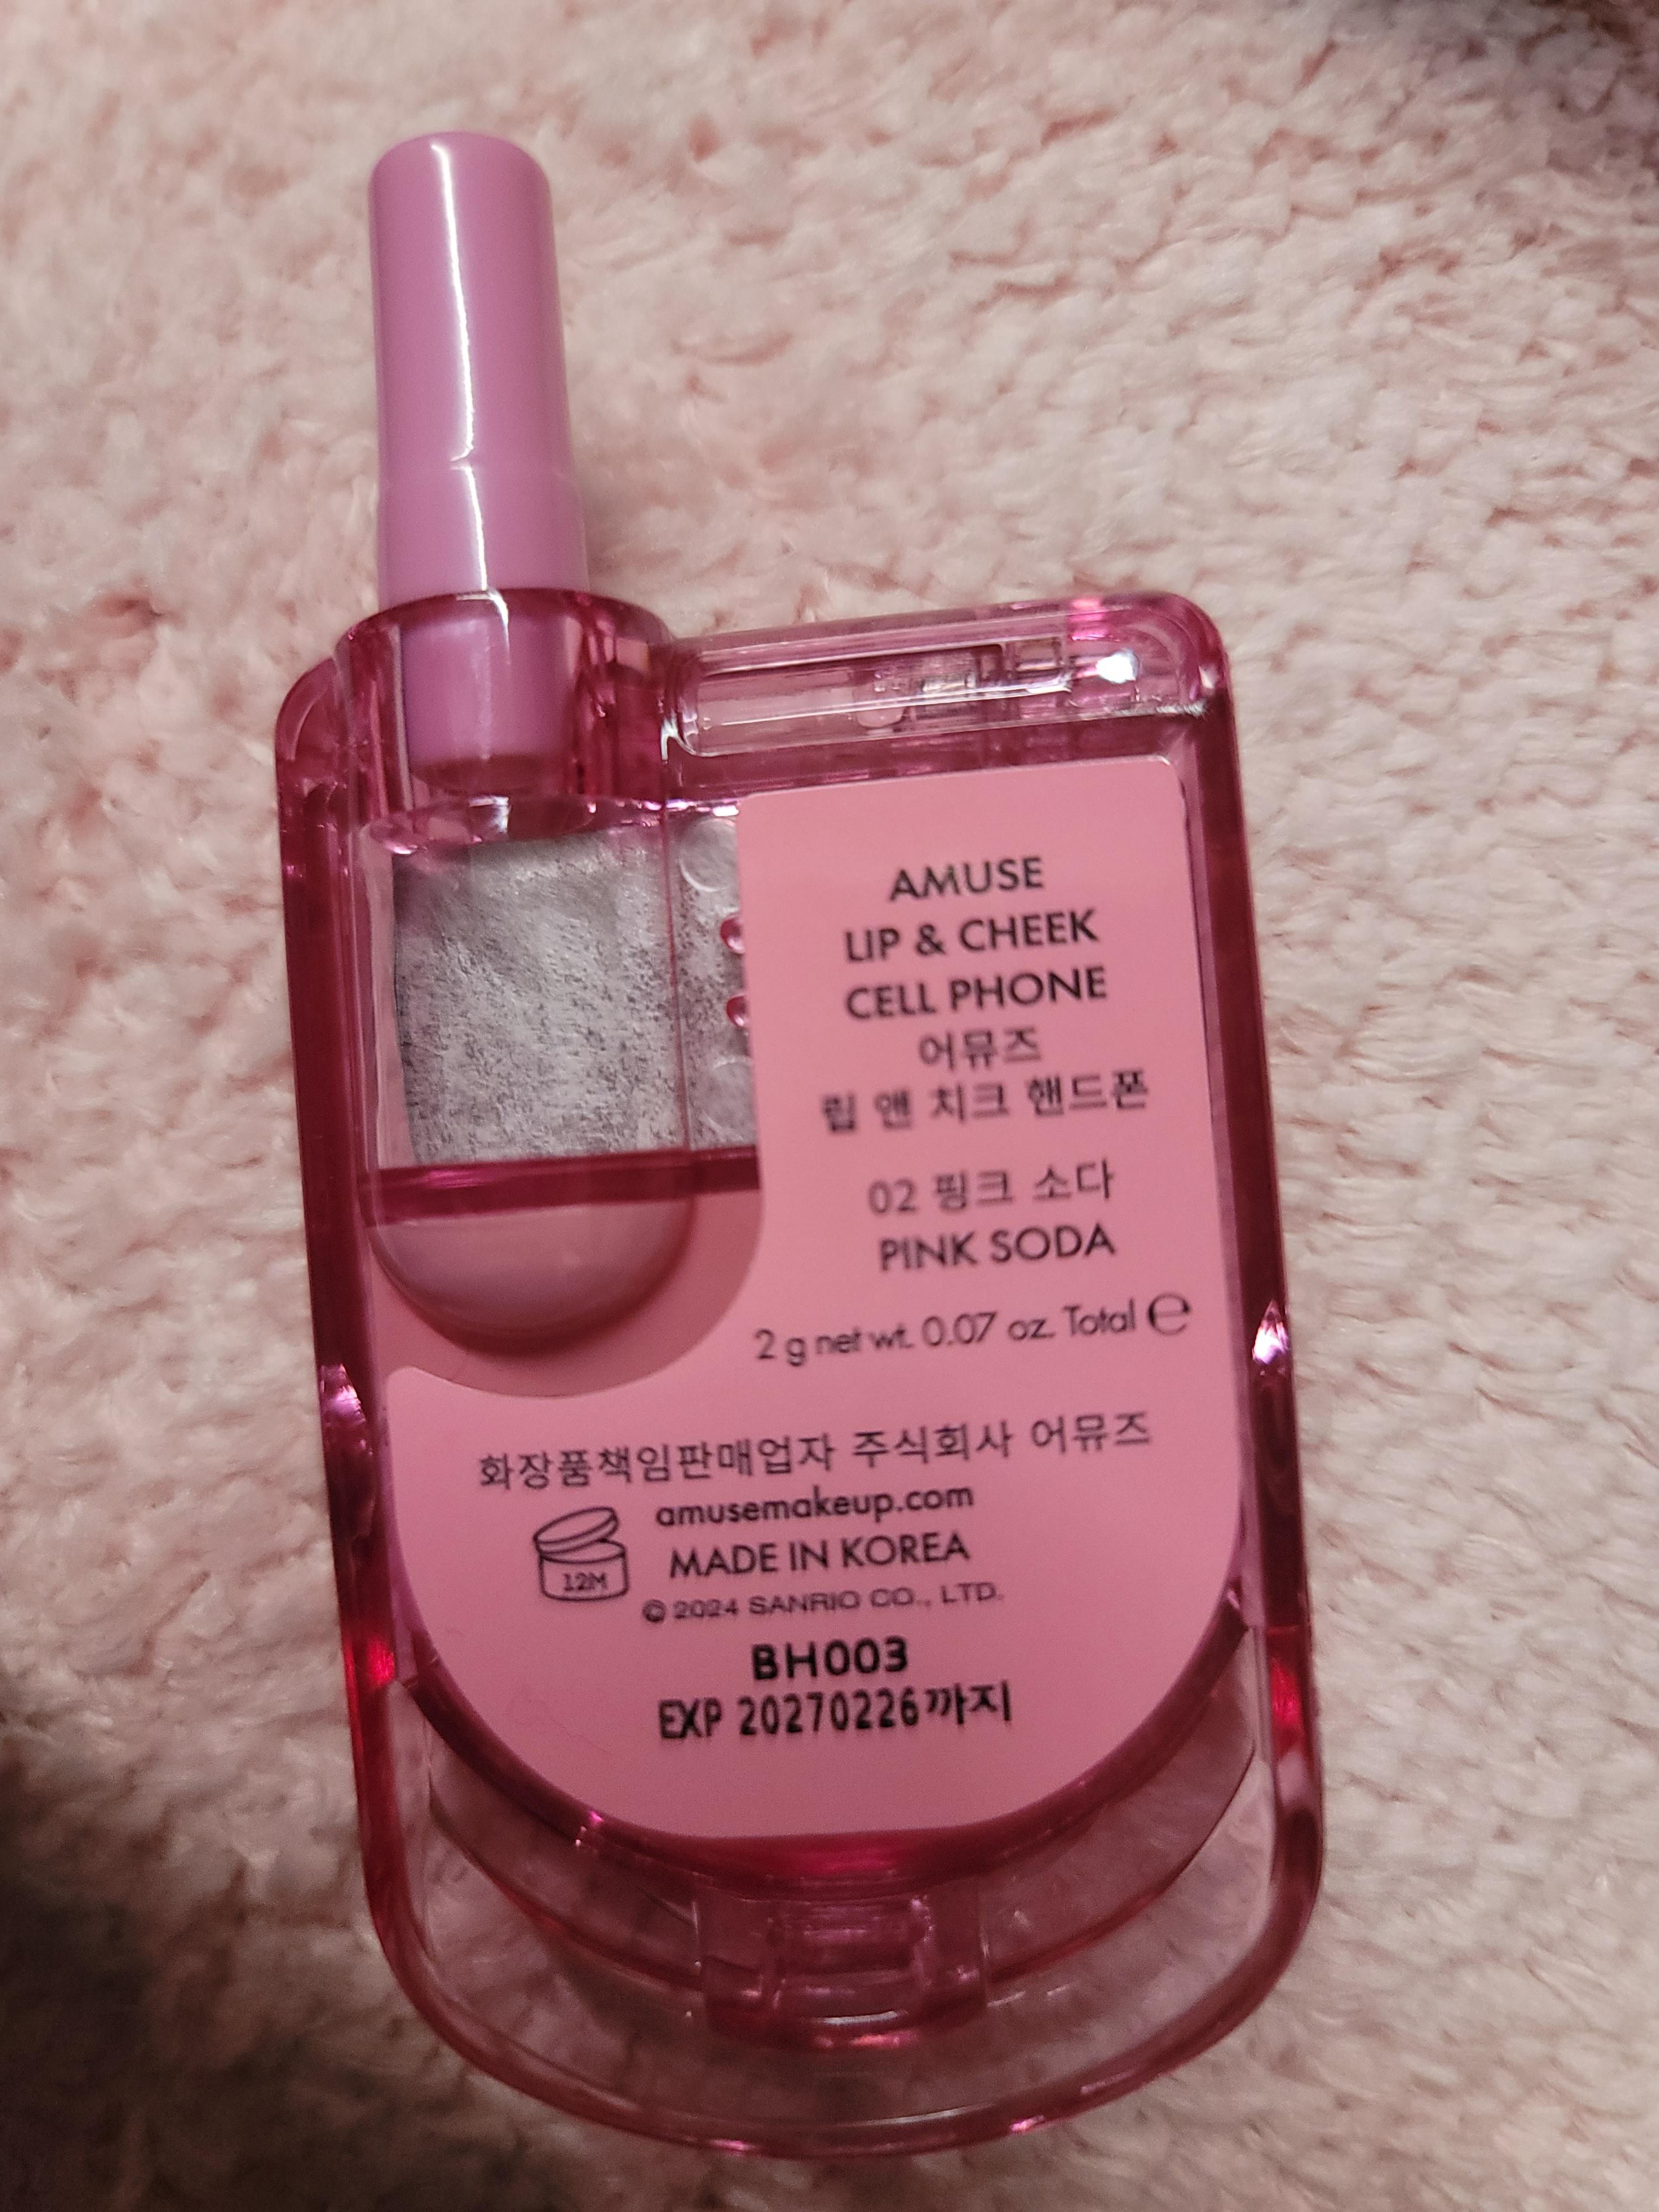 AMUSE
LIP & CHEEK
CELL PHONE
어뮤즈
립 앤 치크 핸드폰
02 핑크 소다
PINK SODA
2 g net wt. 0.07 oz. Total ℮
화장품책임판매업자 주식회사 어뮤즈
amusemakeup.com
12M
MADE IN KOREA
© 2024 SANRIO CO., LTD.
BH003
EXP 20270226까지